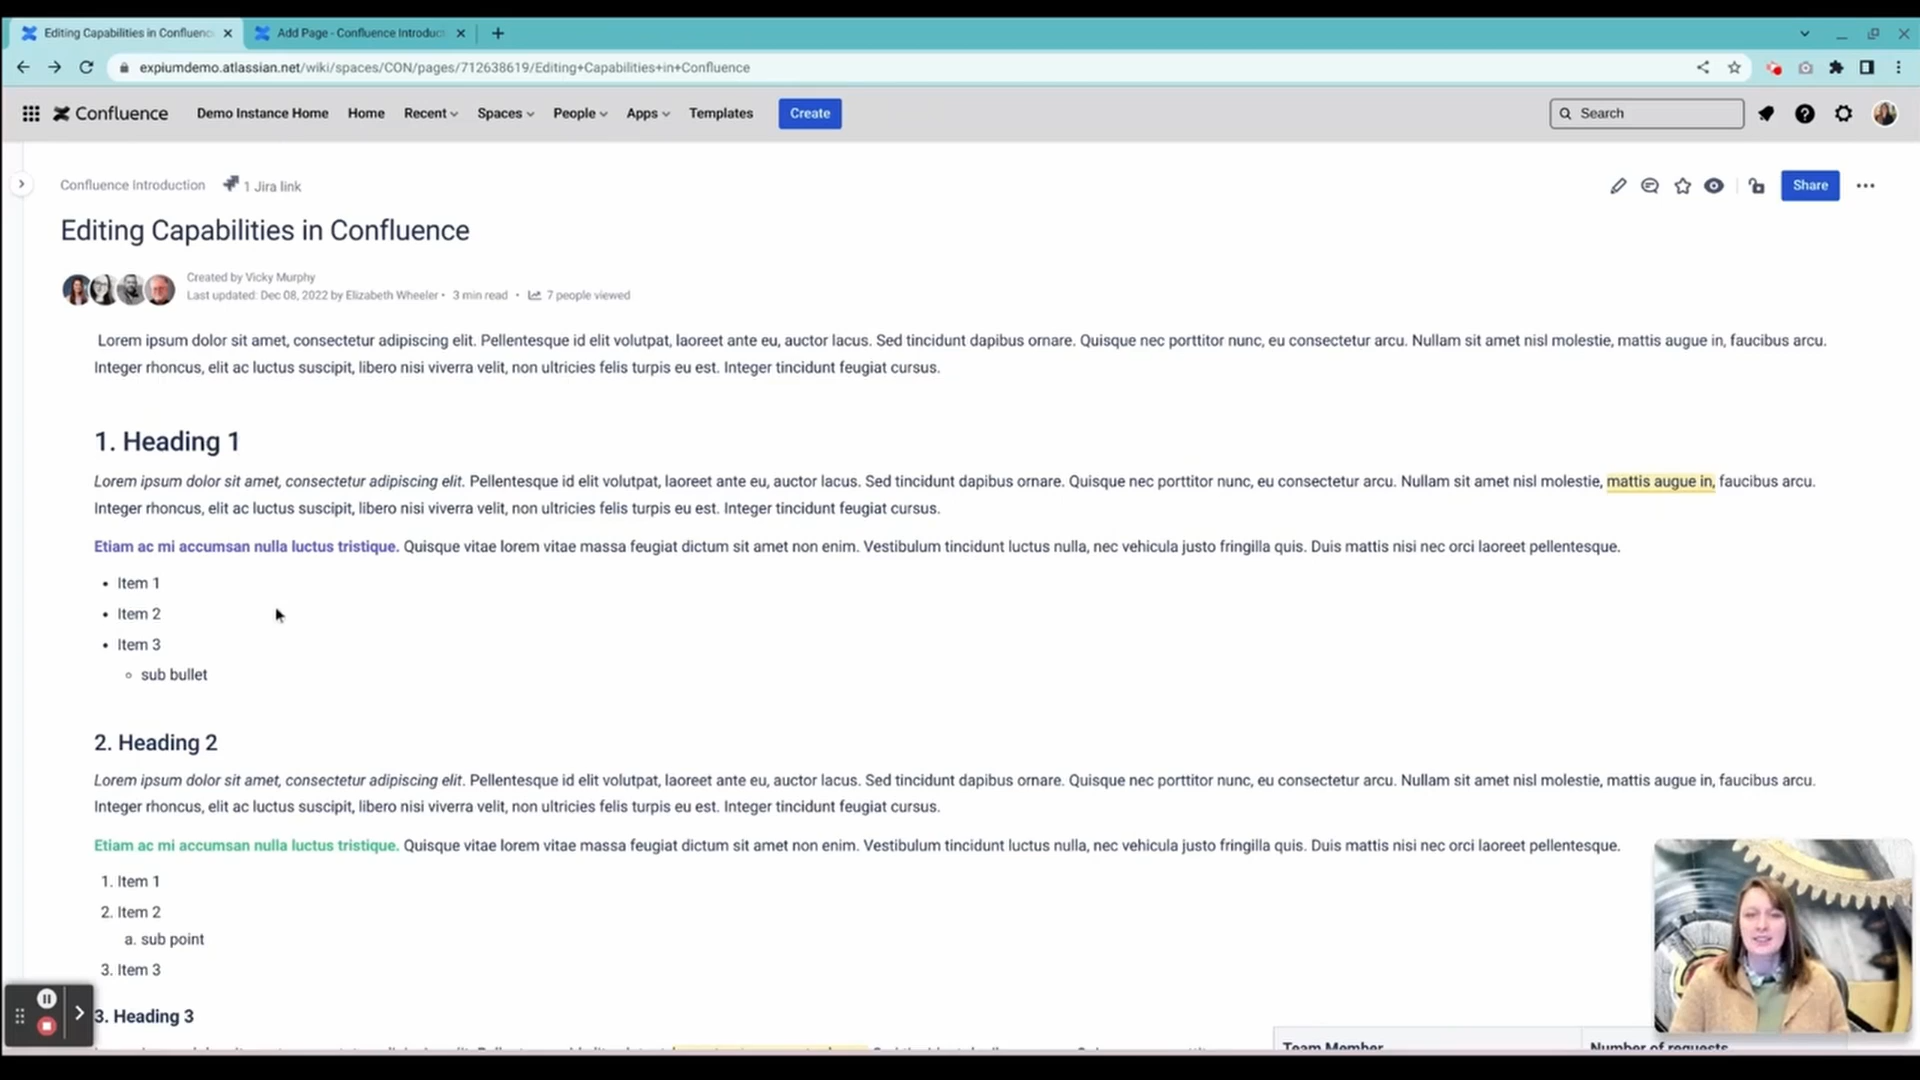 Editing Capabilities in Confluenc
Add Page - Confluence Introduct
expiumdemo.atlassian.net/wiki/spaces/CON/pages/712638619/Editing+Capabilities+in+Confluence
Confluence Demo Instance Home Home Recent Spaces People Apps Templates Create Search
Confluence Introduction 1 Jira link Share
Editing Capabilities in Confluence
Created by Vicky Murphy
Last updated: Dec 08, 2022 by Elizabeth Wheeler • 3 min read • 7 people viewed
Lorem ipsum dolor sit amet, consectetur adipiscing elit. Pellentesque id elit volutpat, laoreet ante eu, auctor lacus. Sed tincidunt dapibus ornare. Quisque nec porttitor nunc, eu consectetur arcu. Nullam sit amet nisl molestie, mattis augue in, faucibus arcu.
Integer rhoncus, elit ac luctus suscipit, libero nisi viverra velit, non ultricies felis turpis eu est. Integer tincidunt feugiat cursus.
1. Heading 1
Lorem ipsum dolor sit amet, consectetur adipiscing elit. Pellentesque id elit volutpat, laoreet ante eu, auctor lacus. Sed tincidunt dapibus ornare. Quisque nec porttitor nunc, eu consectetur arcu. Nullam sit amet nisl molestie, mattis augue in, faucibus arcu.
Integer rhoncus, elit ac luctus suscipit, libero nisi viverra velit, non ultricies felis turpis eu est. Integer tincidunt feugiat cursus.
Etiam ac mi accumsan nulla luctus tristique. Quisque vitae lorem vitae massa feugiat dictum sit amet non enim. Vestibulum tincidunt luctus nulla, nec vehicula justo fringilla quis. Duis mattis nisi nec orci laoreet pellentesque.
• Item 1
• Item 2
• Item 3
◦ sub bullet
2. Heading 2
Lorem ipsum dolor sit amet, consectetur adipiscing elit. Pellentesque id elit volutpat, laoreet ante eu, auctor lacus. Sed tincidunt dapibus ornare. Quisque nec porttitor nunc, eu consectetur arcu. Nullam sit amet nisl molestie, mattis augue in, faucibus arcu.
Integer rhoncus, elit ac luctus suscipit, libero nisi viverra velit, non ultricies felis turpis eu est. Integer tincidunt feugiat cursus.
Etiam ac mi accumsan nulla luctus tristique. Quisque vitae lorem vitae massa feugiat dictum sit amet non enim. Vestibulum tincidunt luctus nulla, nec vehicula justo fringilla quis. Duis mattis nisi nec orci laoreet pellentesque.
1. Item 1
2. Item 2
a. sub point
3. Item 3
3. Heading 3
Team Member Number of requests